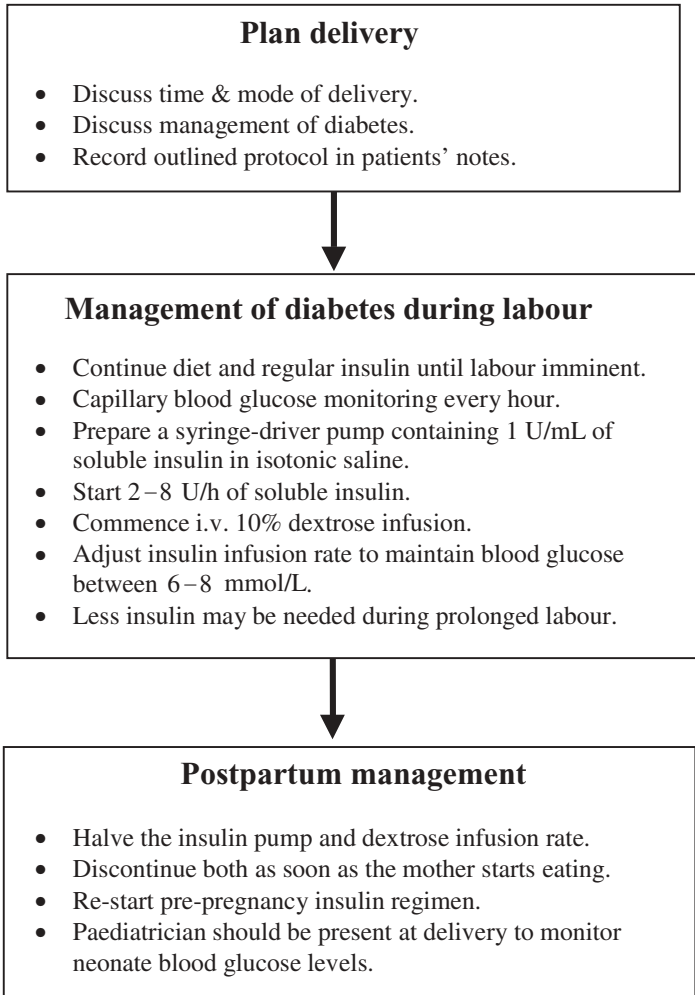 Plan delivery
• Discuss time & mode of delivery.
• Discuss management of diabetes.
• Record outlined protocol in patients’ notes.
Management of diabetes during labour
• Continue diet and regular insulin until labour imminent.
• Capillary blood glucose monitoring every hour.
• Prepare a syringe-driver pump containing 1 U/mL of
soluble insulin in isotonic saline.
• Start 2–8 U/h of soluble insulin.
• Commence i.v. 10% dextrose infusion.
• Adjust insulin infusion rate to maintain blood glucose
between 6–8 mmol/L.
• Less insulin may be needed during prolonged labour.
Postpartum management
• Halve the insulin pump and dextrose infusion rate.
• Discontinue both as soon as the mother starts eating.
• Re-start pre-pregnancy insulin regimen.
• Paediatrician should be present at delivery to monitor
neonate blood glucose levels.